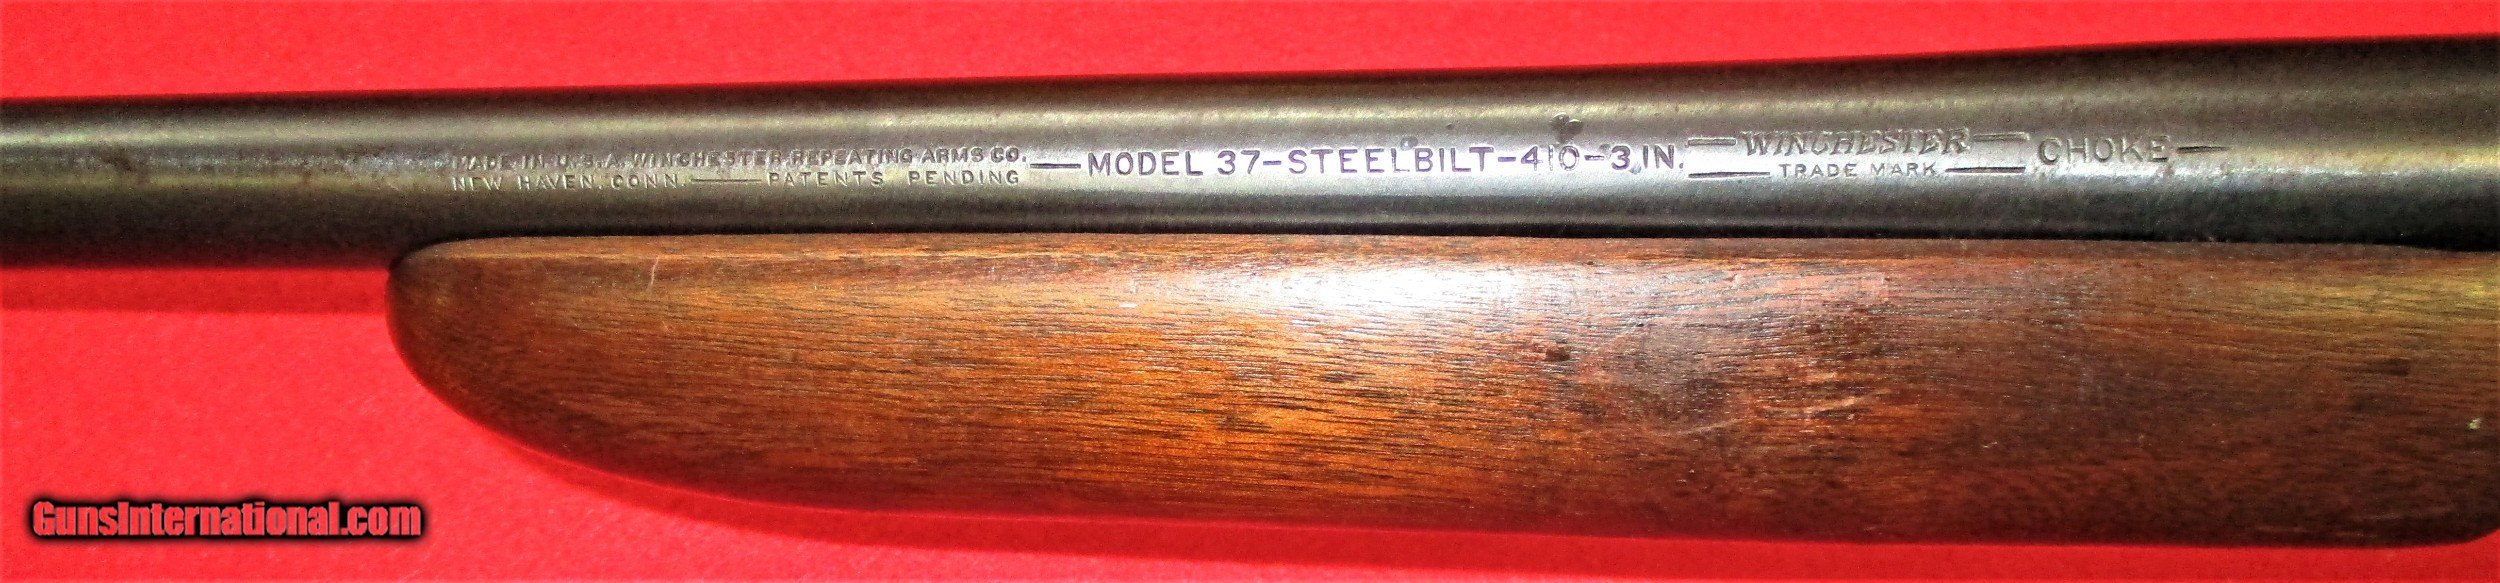 MADE IN U.S.A. WINCHESTER REPEATING ARMS CO.
NEW HAVEN, CONN. — PATENTS PENDING
—MODEL 37–STEELBILT–410–3 IN.
WINCHESTER
TRADE MARK
CHOKE—
GunsInternational.com